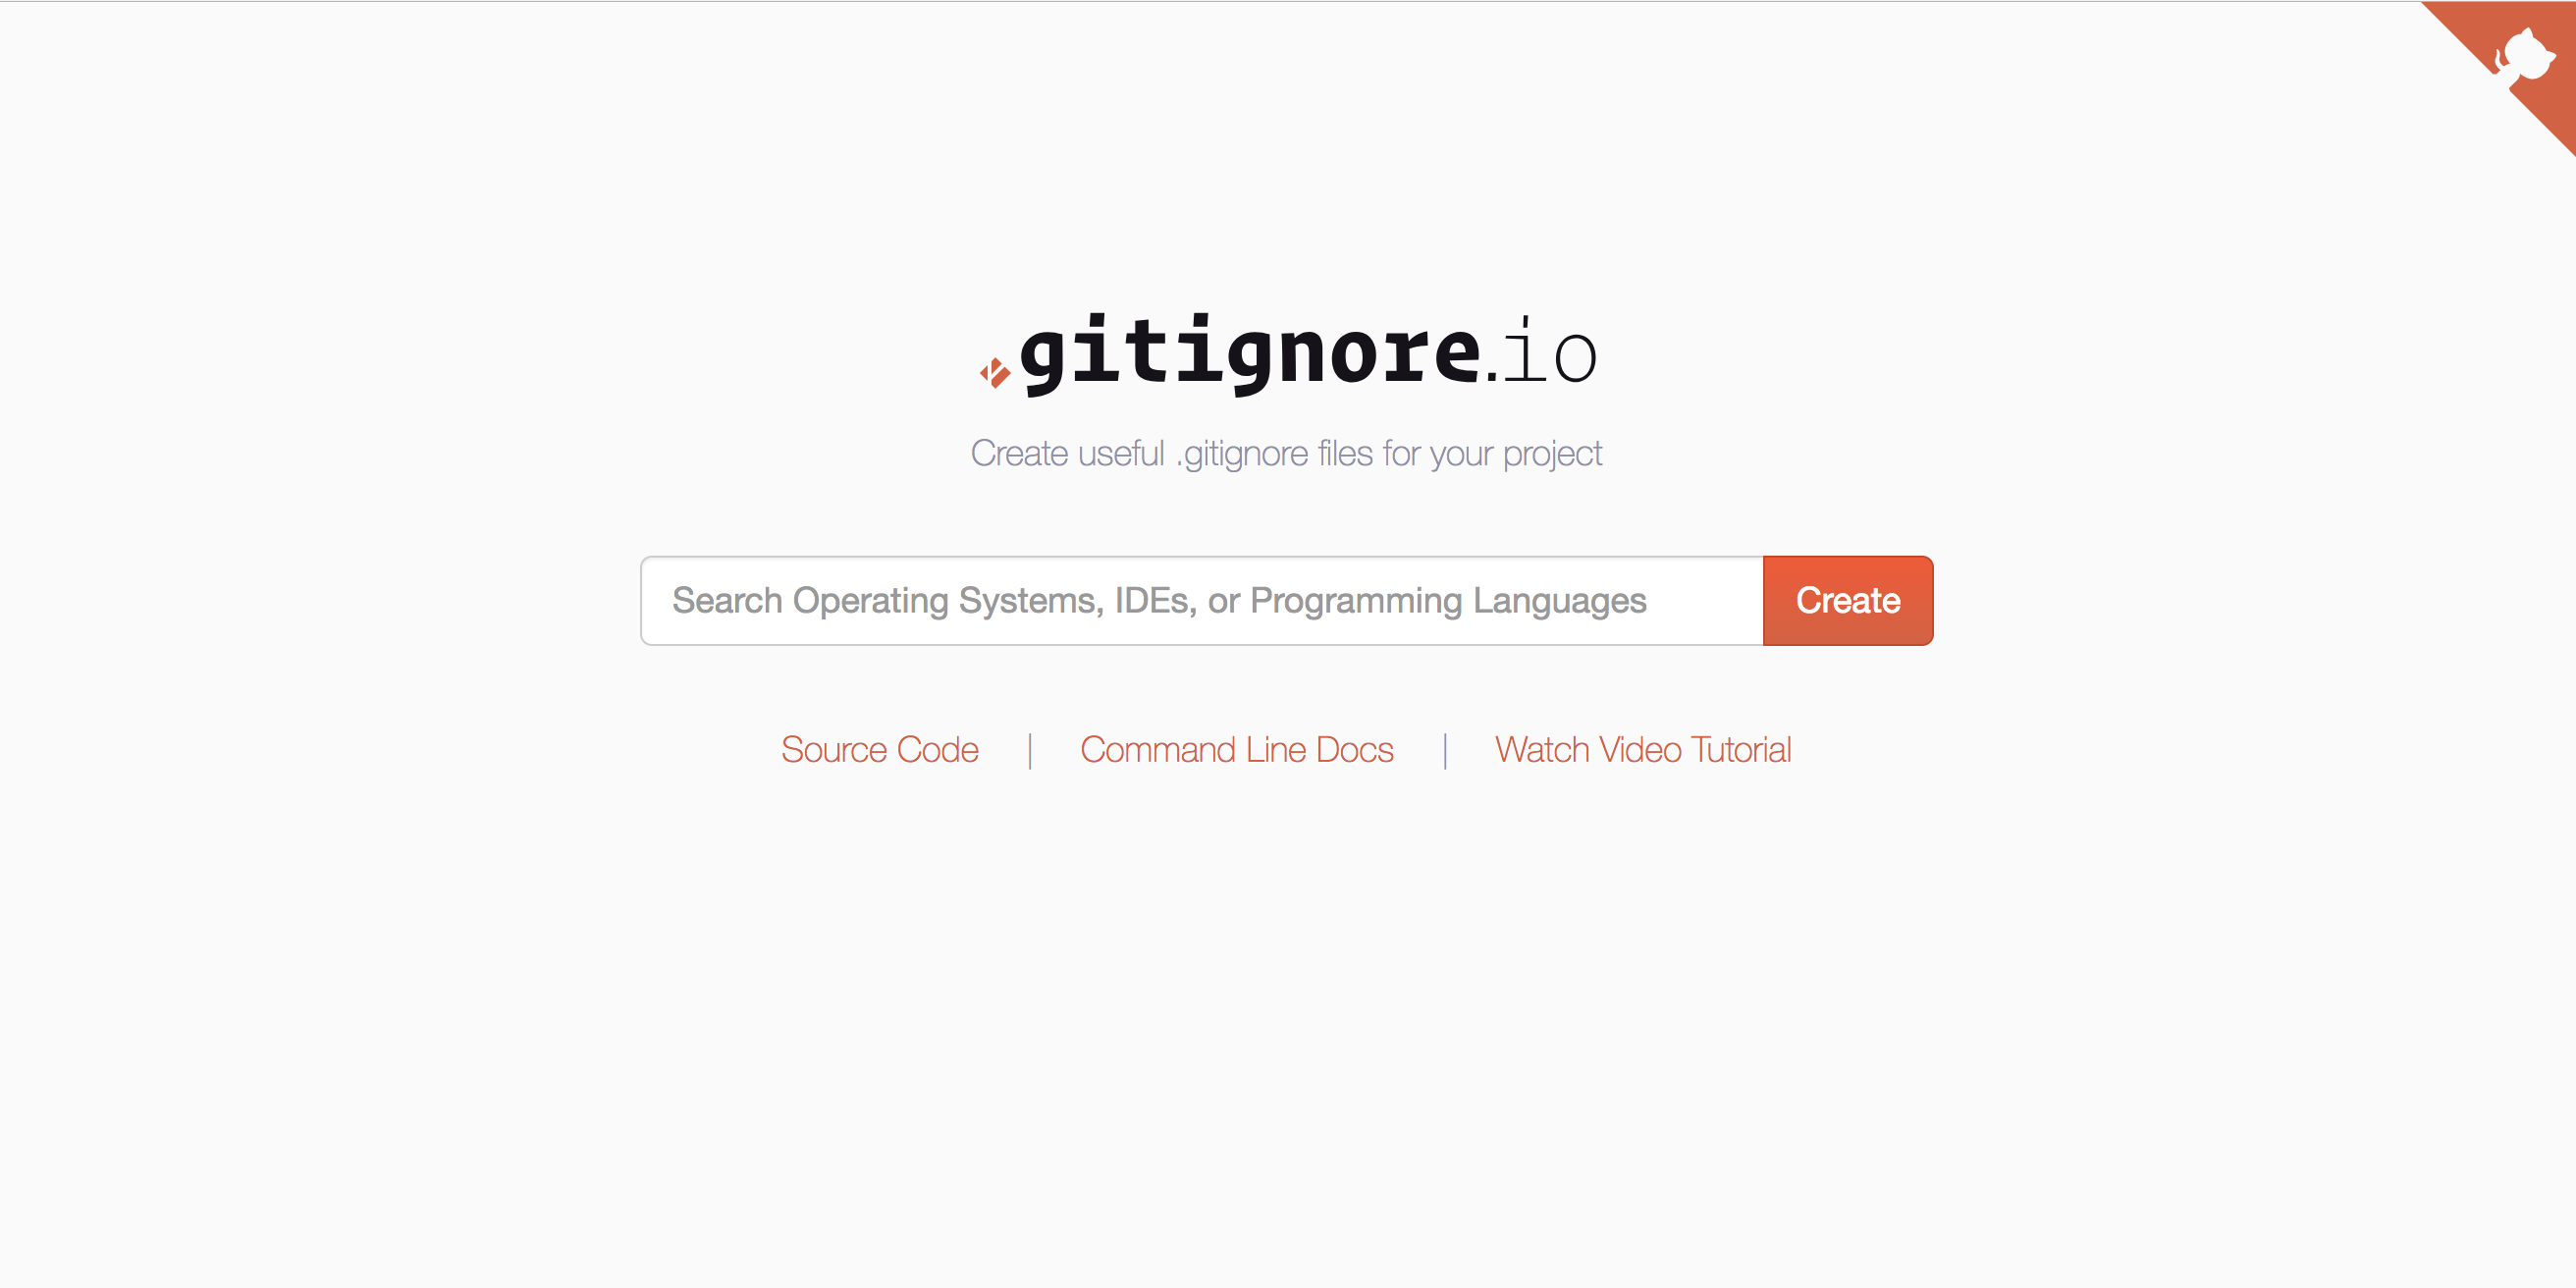 .gitignore.io
Create useful .gitignore files for your project
Search Operating Systems, IDEs, or Programming Languages
Create
Source Code | Command Line Docs | Watch Video Tutorial